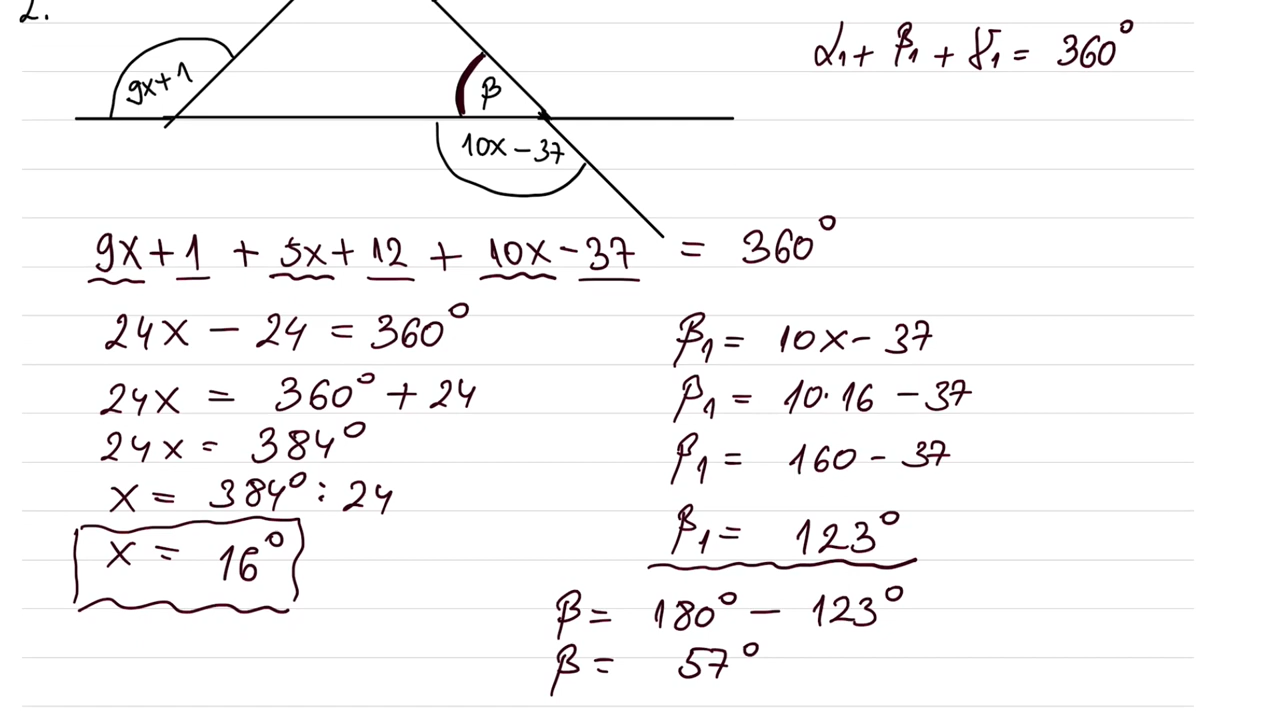 2.
α₁ + β₁ + γ₁ = 360°
9x+1
β
10x-37
9x+1 + 5x+12 + 10x-37 = 360°
24x - 24 = 360°
24x = 360° + 24
24x = 384°
x = 384° : 24
x = 16°
β₁ = 10x - 37
β₁ = 10·16 - 37
β₁ = 160 - 37
β₁ = 123°
β = 180° - 123°
β = 57°